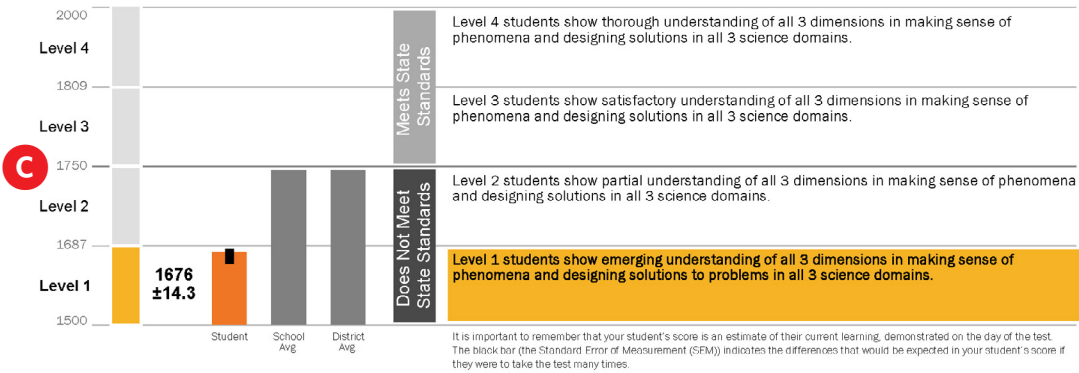 2000
Level 4
1809
Level 3
C
1750
Level 2
1687
Level 1
1500
1676
±14.3
Student
School
Avg
District
Avg
Meets State
Standards
Does Not Meet
State Standards
Level 4 students show thorough understanding of all 3 dimensions in making sense of
phenomena and designing solutions in all 3 science domains.
Level 3 students show satisfactory understanding of all 3 dimensions in making sense of
phenomena and designing solutions in all 3 science domains.
Level 2 students show partial understanding of all 3 dimensions in making sense of phenomena
and designing solutions in all 3 science domains.
Level 1 students show emerging understanding of all 3 dimensions in making sense of
phenomena and designing solutions to problems in all 3 science domains.
It is important to remember that your student's score is an estimate of their current learning, demonstrated on the day of the test.
The black bar (the Standard Error of Measurement (SEM)) indicates the differences that would be expected in your student's score if
they were to take the test many times.